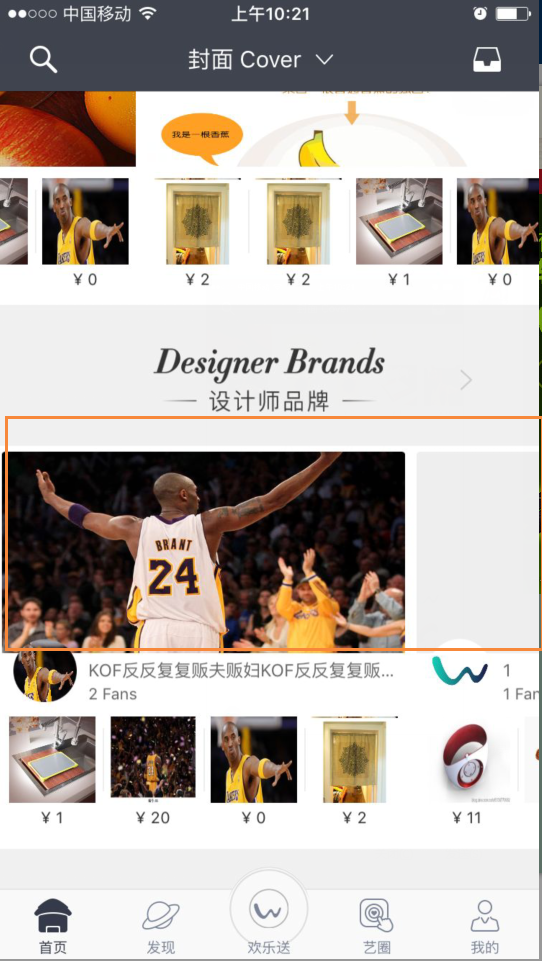 中国移动
上午10:21
封面 Cover
我是一根香蕉
¥ 0
¥ 2
¥ 2
¥ 1
¥ 0
Designer Brands
设计师品牌
BRANT
24
KOF反反复复贩夫贩妇KOF反反复复贩...
2 Fans
1
1 Fan
¥ 1
¥ 20
¥ 0
¥ 2
¥ 11
首页
发现
欢乐送
艺圈
我的